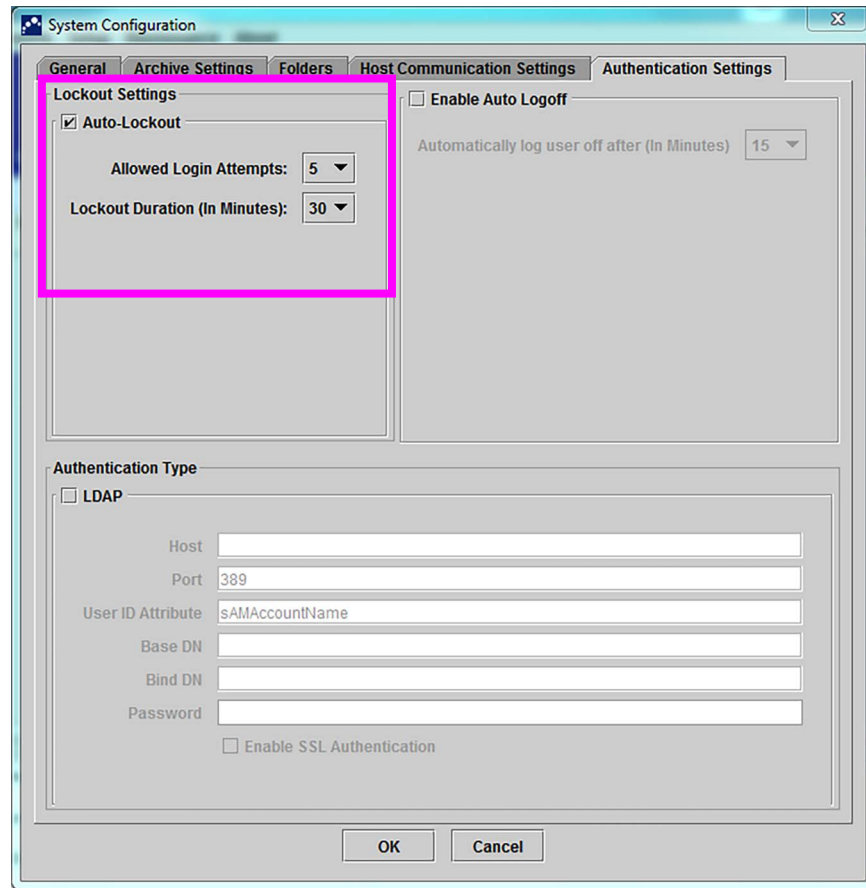 System Configuration
General Archive Settings Folders Host Communication Settings Authentication Settings
Lockout Settings
Auto-Lockout
Allowed Login Attempts: 5
Lockout Duration (In Minutes): 30
Enable Auto Logoff
Automatically log user off after (In Minutes) 15
Authentication Type
LDAP
Host
Port 389
User ID Attribute sAMAccountName
Base DN
Bind DN
Password
Enable SSL Authentication
OK Cancel